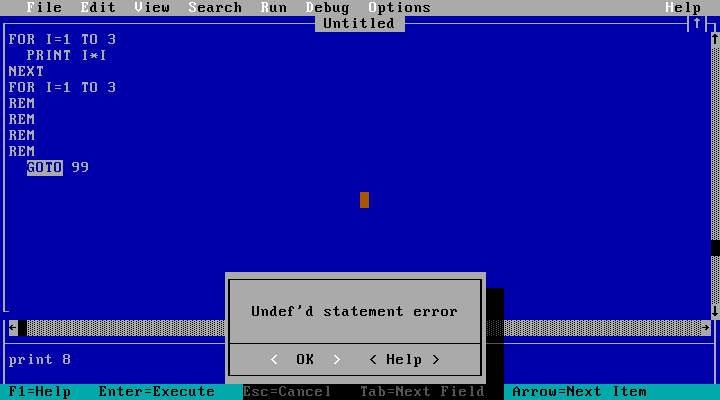 File Edit View Search Run Debug Options Help
Untitled
FOR I=1 TO 3
PRINT I*I
NEXT
FOR I=1 TO 3
REM
REM
REM
REM
GOTO 99
Undef'd statement error
< OK > < Help >
print 8
F1=Help Enter=Execute Esc=Cancel Tab=Next Field Arrow=Next Item